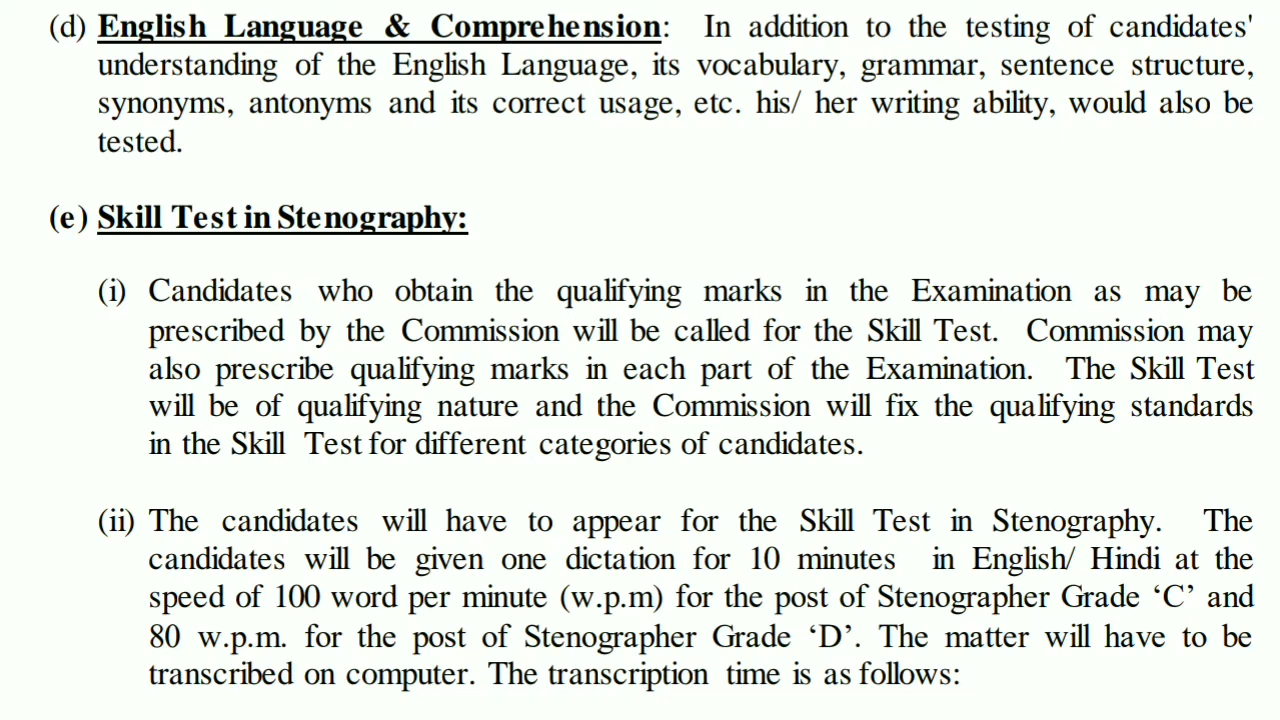 (d) English Language & Comprehension: In addition to the testing of candidates'
understanding of the English Language, its vocabulary, grammar, sentence structure,
synonyms, antonyms and its correct usage, etc. his/ her writing ability, would also be
tested.
(e) Skill Test in Stenography:
(i) Candidates who obtain the qualifying marks in the Examination as may be
prescribed by the Commission will be called for the Skill Test. Commission may
also prescribe qualifying marks in each part of the Examination. The Skill Test
will be of qualifying nature and the Commission will fix the qualifying standards
in the Skill Test for different categories of candidates.
(ii) The candidates will have to appear for the Skill Test in Stenography. The
candidates will be given one dictation for 10 minutes in English/ Hindi at the
speed of 100 word per minute (w.p.m) for the post of Stenographer Grade ‘C’ and
80 w.p.m. for the post of Stenographer Grade ‘D’. The matter will have to be
transcribed on computer. The transcription time is as follows: